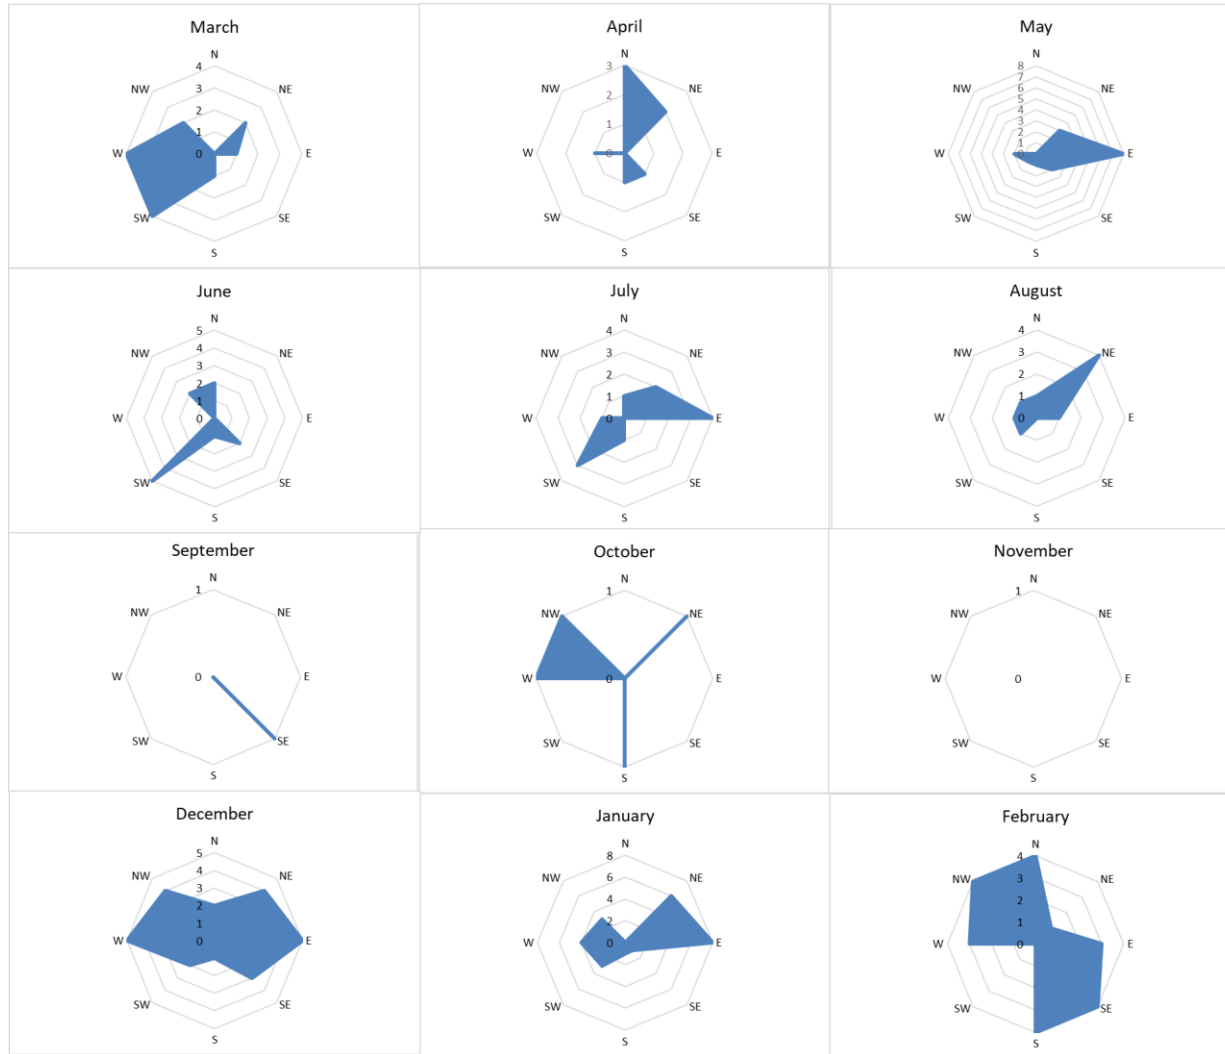 March
N
4
NW
NE
3
2
1
W
0
E
SW
SE
S
April
N
3
NW
NE
2
1
W
0
E
SW
SE
S
May
N
8
NW
7
NE
6
5
4
3
2
1
W
0
E
SW
SE
S
June
N
5
NW
4
NE
3
2
1
W
0
E
SW
SE
S
July
N
4
NW
NE
3
2
1
W
0
E
SW
SE
S
August
N
4
NW
NE
3
2
1
W
0
E
SW
SE
S
September
N
1
NW
NE
W
0
E
SW
SE
S
October
N
1
NW
NE
W
0
E
SW
SE
S
November
N
1
NW
NE
W
0
E
SW
SE
S
December
N
5
NW
4
NE
3
2
1
W
0
E
SW
SE
S
January
N
8
NW
NE
6
4
2
W
0
E
SW
SE
S
February
N
4
NW
NE
3
2
1
W
0
E
SW
SE
S